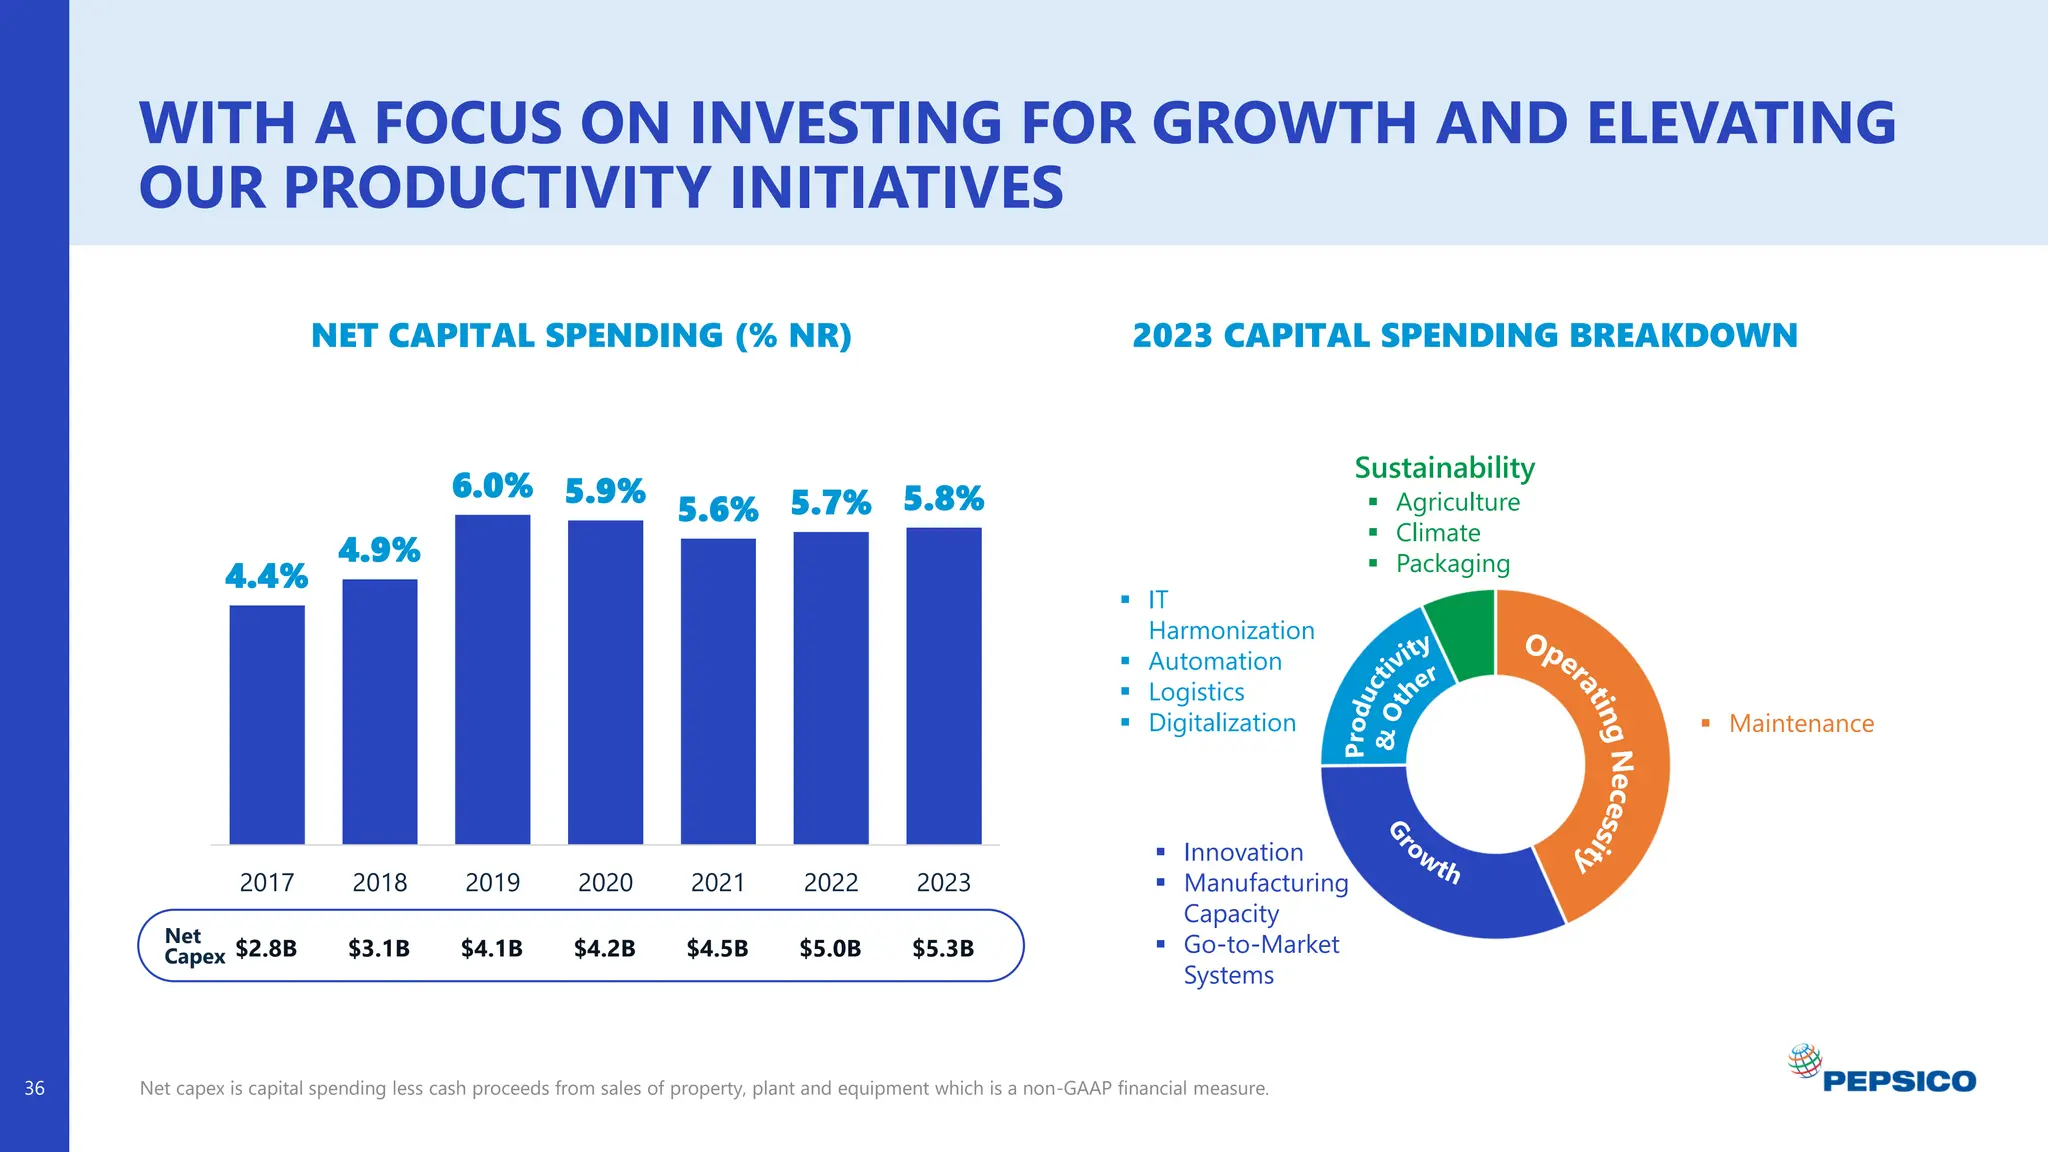 WITH A FOCUS ON INVESTING FOR GROWTH AND ELEVATING
OUR PRODUCTIVITY INITIATIVES
NET CAPITAL SPENDING (% NR)
4.4%
4.9%
6.0%
5.9%
5.6%
5.7%
5.8%
2017
2018
2019
2020
2021
2022
2023
Net
Capex
$2.8B
$3.1B
$4.1B
$4.2B
$4.5B
$5.0B
$5.3B
2023 CAPITAL SPENDING BREAKDOWN
Sustainability
▪ Agriculture
▪ Climate
▪ Packaging
▪ IT
Harmonization
▪ Automation
▪ Logistics
▪ Digitalization
Productivity
& Other
Operating Necessity
▪ Maintenance
Growth
▪ Innovation
▪ Manufacturing
Capacity
▪ Go-to-Market
Systems
36
Net capex is capital spending less cash proceeds from sales of property, plant and equipment which is a non-GAAP financial measure.
PEPSICO